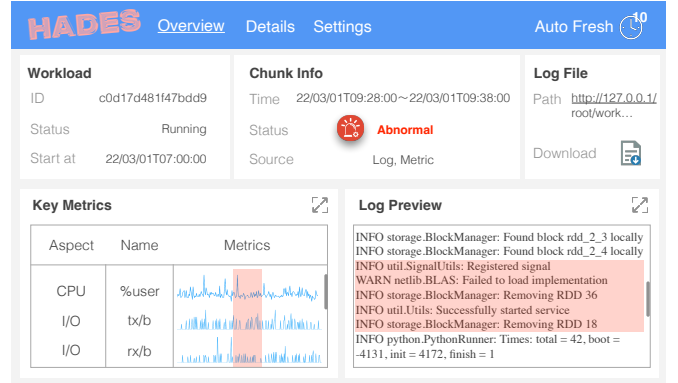 HADES Overview Details Settings Auto Fresh 10
Workload
ID c0d17d481f47bdd9
Status Running
Start at 22/03/01T07:00:00
Chunk Info
Time 22/03/01T09:28:00～22/03/01T09:38:00
Status Abnormal
Source Log, Metric
Log File
Path http://127.0.0.1/
root/work…
Download
Key Metrics
Aspect Name Metrics
CPU %user
I/O tx/b
I/O rx/b
Log Preview
INFO storage.BlockManager: Found block rdd_2_3 locally
INFO storage.BlockManager: Found block rdd_2_4 locally
INFO util.SignalUtils: Registered signal
WARN netlib.BLAS: Failed to load implementation
INFO storage.BlockManager: Removing RDD 36
INFO util.Utils: Successfully started service
INFO storage.BlockManager: Removing RDD 18
INFO python.PythonRunner: Times: total = 42, boot =
-4131, init = 4172, finish = 1